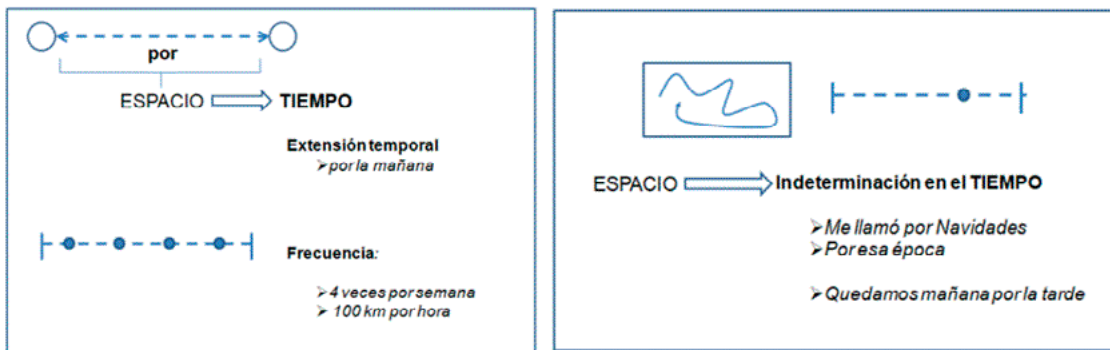 por
ESPACIO TIEMPO
Extensión temporal
➢por la mañana
Frecuencia:
➢4 veces por semana
➢ 100 km por hora
ESPACIO Indeterminación en el TIEMPO
➢Me llamó por Navidades
➢Por esa época
➢Quedamos mañana por la tarde